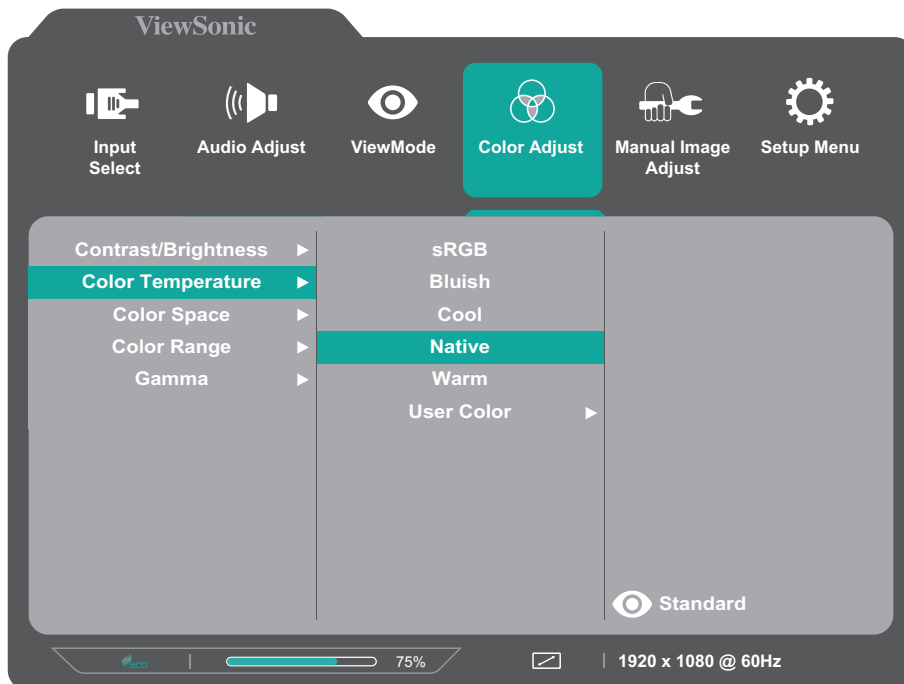 ViewSonic
Input
Select
Audio Adjust
ViewMode
Color Adjust
Manual Image
Adjust
Setup Menu
Contrast/Brightness
Color Temperature
Color Space
Color Range
Gamma
sRGB
Bluish
Cool
Native
Warm
User Color
Standard
eco
75%
1920 x 1080 @ 60Hz